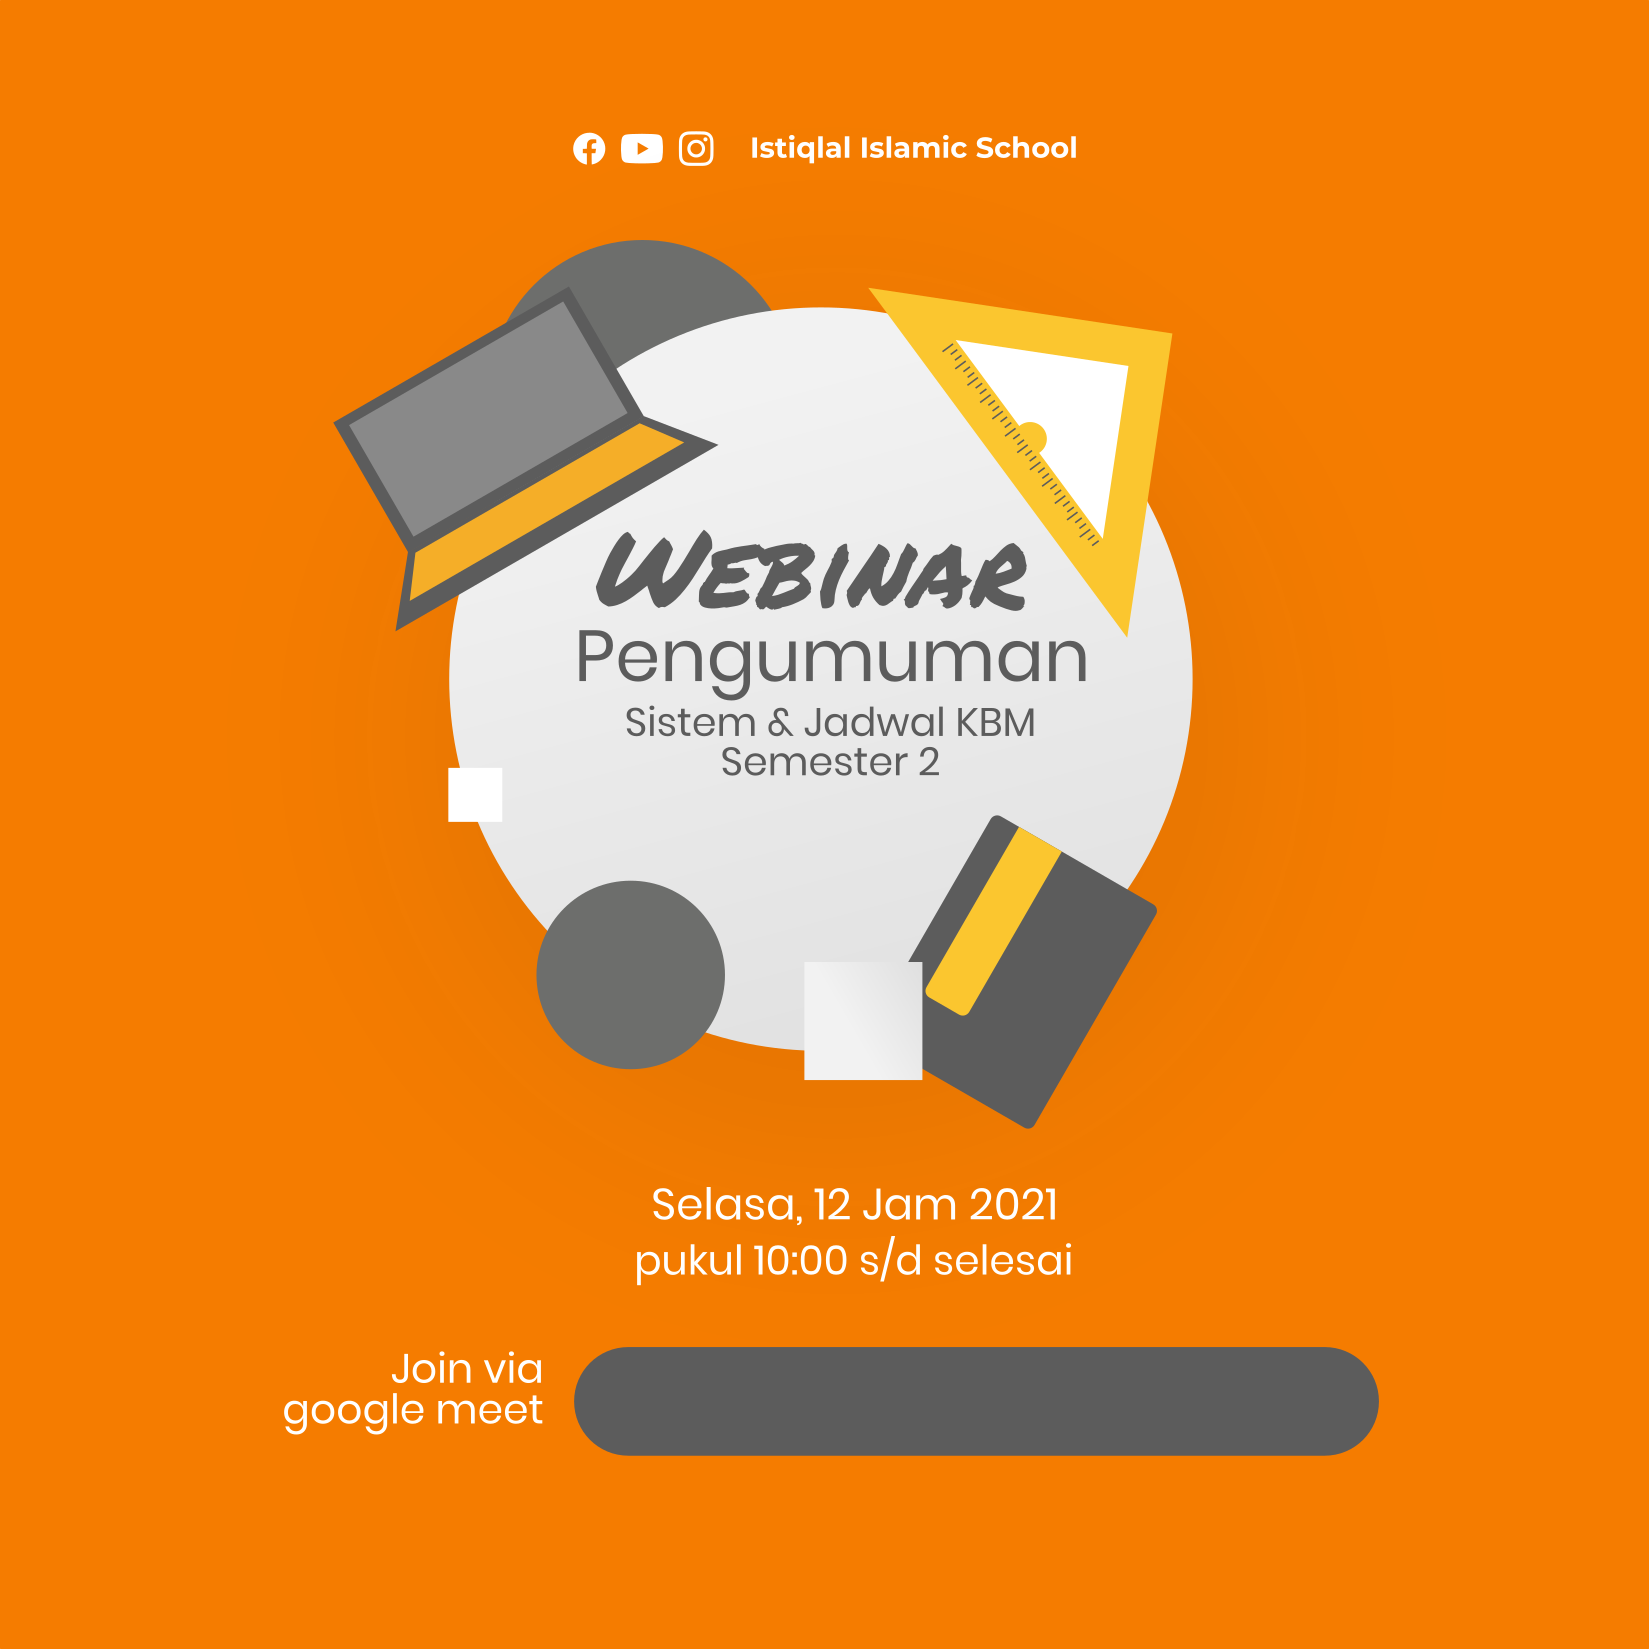 Istiqlal Islamic School
WEBINAR
Pengumuman
Sistem & Jadwal KBM
Semester 2
Selasa, 12 Jam 2021
pukul 10:00 s/d selesai
Join via
google meet